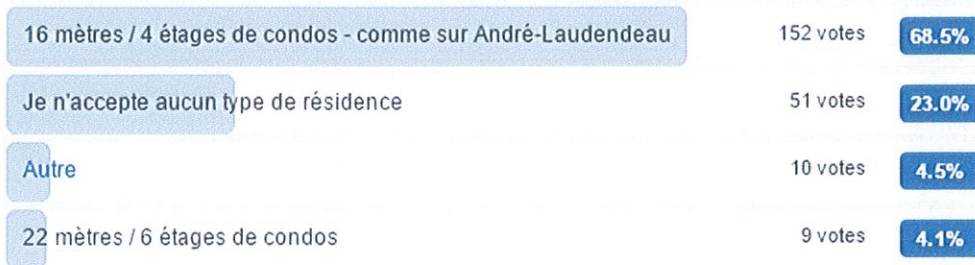 16 mètres / 4 étages de condos - comme sur André-Laudendeau 152 votes 68.5%
Je n'accepte aucun type de résidence 51 votes 23.0%
Autre 10 votes 4.5%
22 mètres / 6 étages de condos 9 votes 4.1%